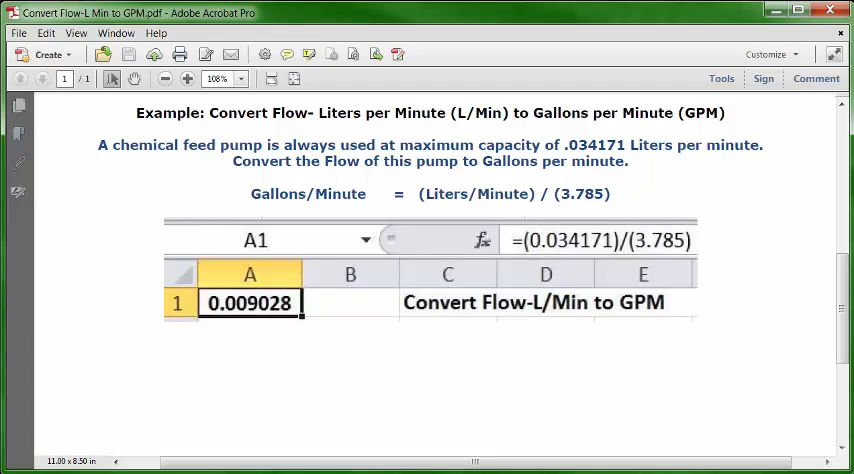 Convert Flow-L Min to GPM.pdf - Adobe Acrobat Pro
File Edit View Window Help
Create Customize
1 / 1 108% Tools Sign Comment
Example: Convert Flow- Liters per Minute (L/Min) to Gallons per Minute (GPM)
A chemical feed pump is always used at maximum capacity of .034171 Liters per minute.
Convert the Flow of this pump to Gallons per minute.
Gallons/Minute = (Liters/Minute) / (3.785)
A1 fx =(0.034171)/(3.785)
A B C D E
1 0.009028 Convert Flow-L/Min to GPM
11.00 x 8.50 in